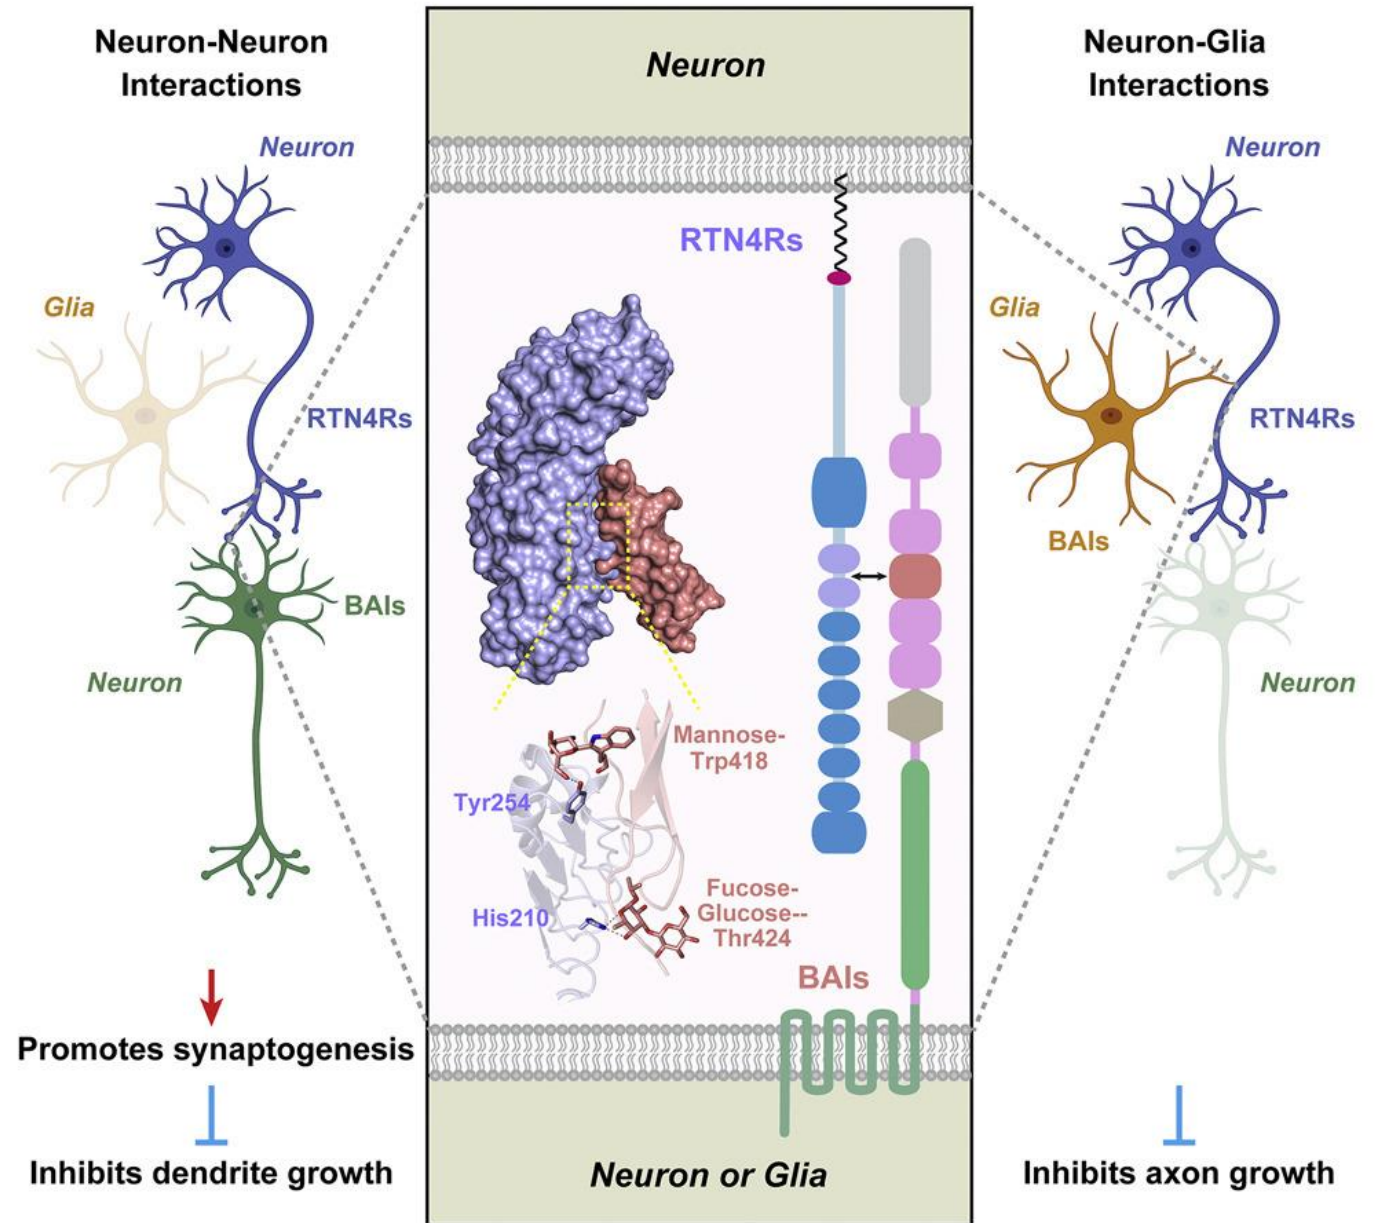 Neuron-Neuron
Interactions
Neuron
Glia
RTN4Rs
BAIs
Neuron
Promotes synaptogenesis
Inhibits dendrite growth
Neuron
RTN4Rs
Mannose-
Trp418
Tyr254
Fucose-
Glucose--
Thr424
His210
BAIs
Neuron or Glia
Neuron-Glia
Interactions
Neuron
Glia
RTN4Rs
BAIs
Neuron
Inhibits axon growth